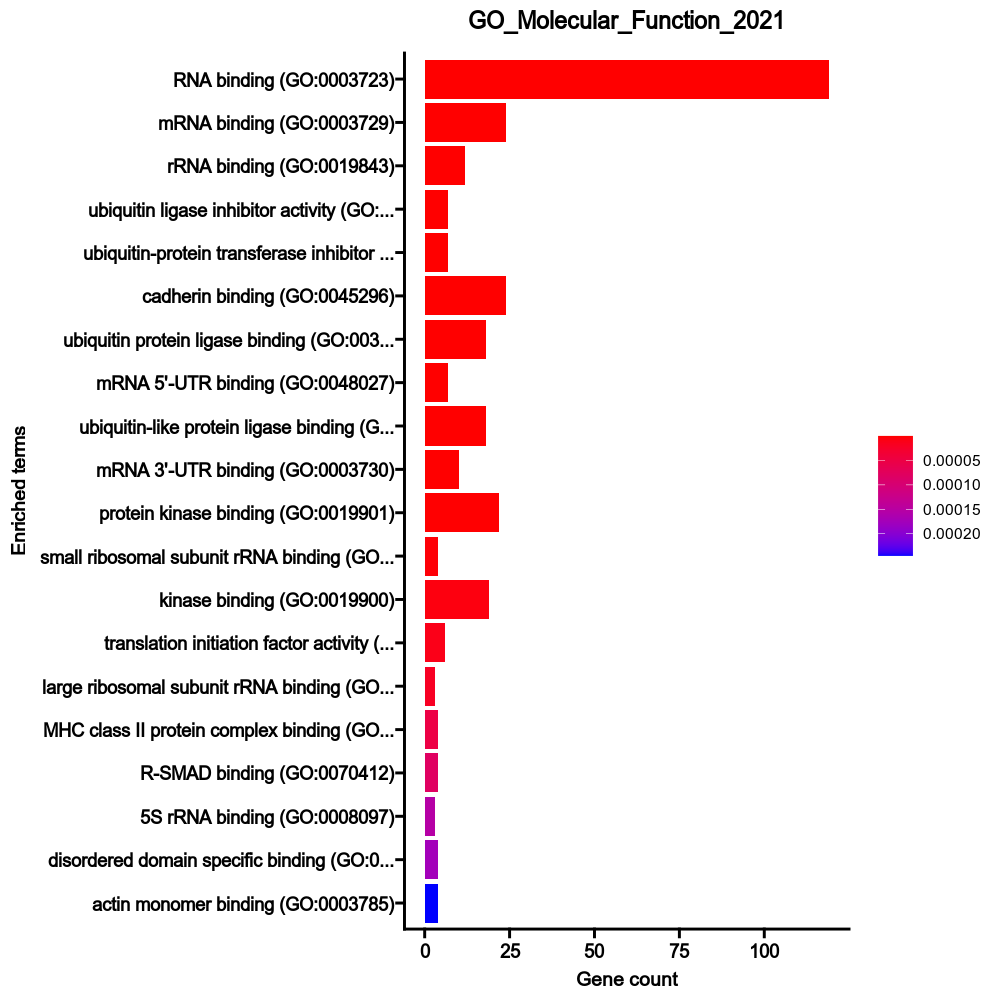 GO_Molecular_Function_2021
RNA binding (GO:0003723)
mRNA binding (GO:0003729)
rRNA binding (GO:0019843)
ubiquitin ligase inhibitor activity (GO:...
ubiquitin-protein transferase inhibitor ...
cadherin binding (GO:0045296)
ubiquitin protein ligase binding (GO:003...
mRNA 5'-UTR binding (GO:0048027)
ubiquitin-like protein ligase binding (G...
mRNA 3'-UTR binding (GO:0003730)
protein kinase binding (GO:0019901)
small ribosomal subunit rRNA binding (GO...
kinase binding (GO:0019900)
translation initiation factor activity (...
large ribosomal subunit rRNA binding (GO...
MHC class II protein complex binding (GO...
R-SMAD binding (GO:0070412)
5S rRNA binding (GO:0008097)
disordered domain specific binding (GO:0...
actin monomer binding (GO:0003785)
Enriched terms
0 25 50 75 100
Gene count
0.00005
0.00010
0.00015
0.00020